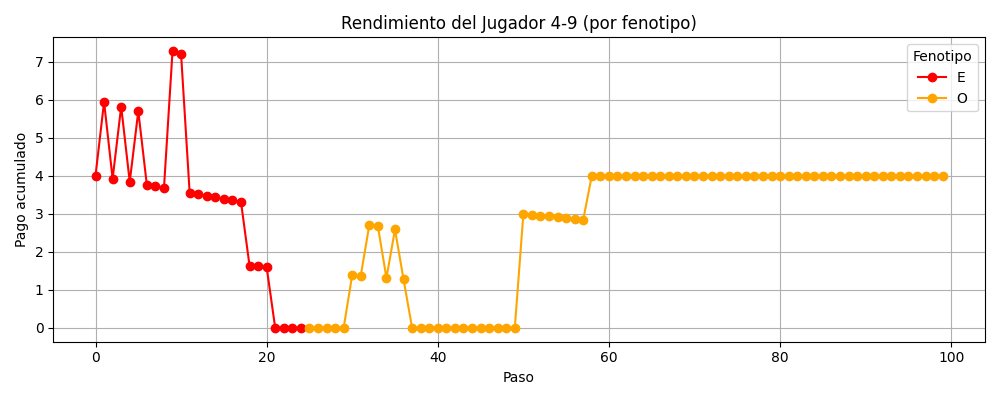 Rendimiento del Jugador 4-9 (por fenotipo)
Pago acumulado
7
6
5
4
3
2
1
0
Fenotipo
E
O
0 20 40 60 80 100
Paso